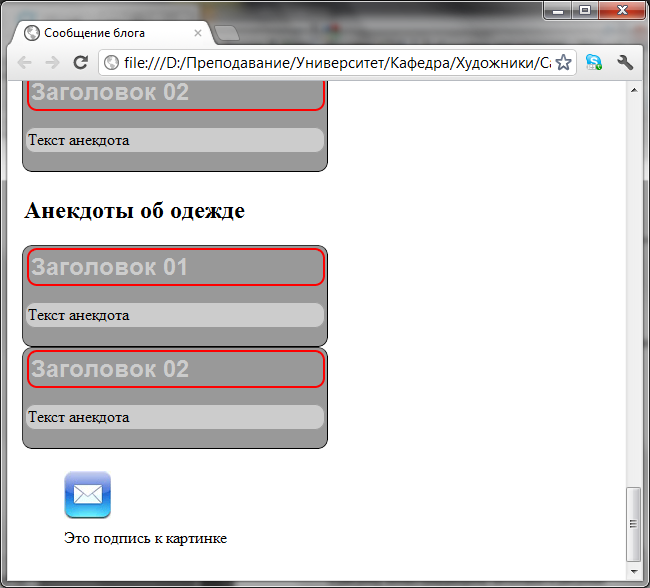 Сообщение блога
file:///D:/Преподавание/Университет/Кафедра/Художники/Са
Заголовок 02
Текст анекдота
Анекдоты об одежде
Заголовок 01
Текст анекдота
Заголовок 02
Текст анекдота
Это подпись к картинке